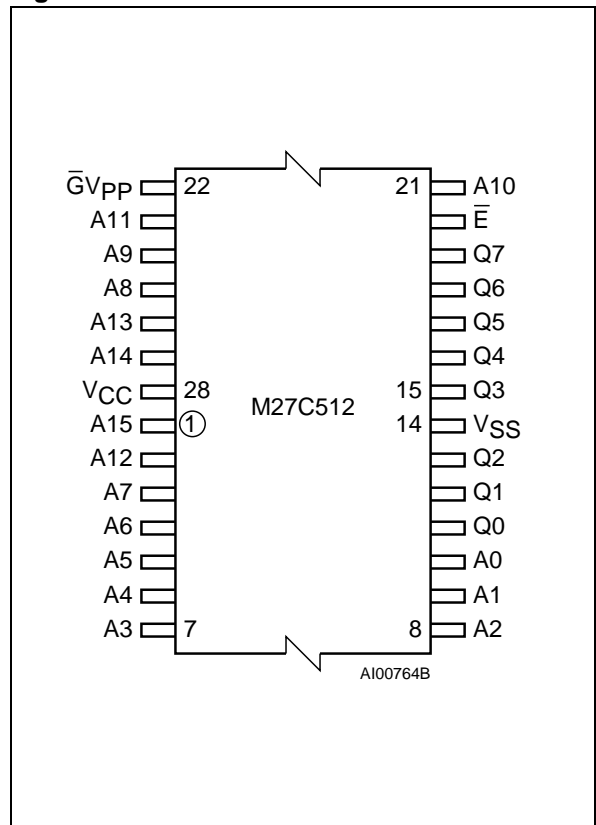 G̅VPP 22 21 A10
A11 E̅
A9 Q7
A8 Q6
A13 Q5
A14 Q4
VCC 28 15 Q3
M27C512
A15 1 14 VSS
A12 Q2
A7 Q1
A6 Q0
A5 A0
A4 A1
A3 7 8 A2
AI00764B